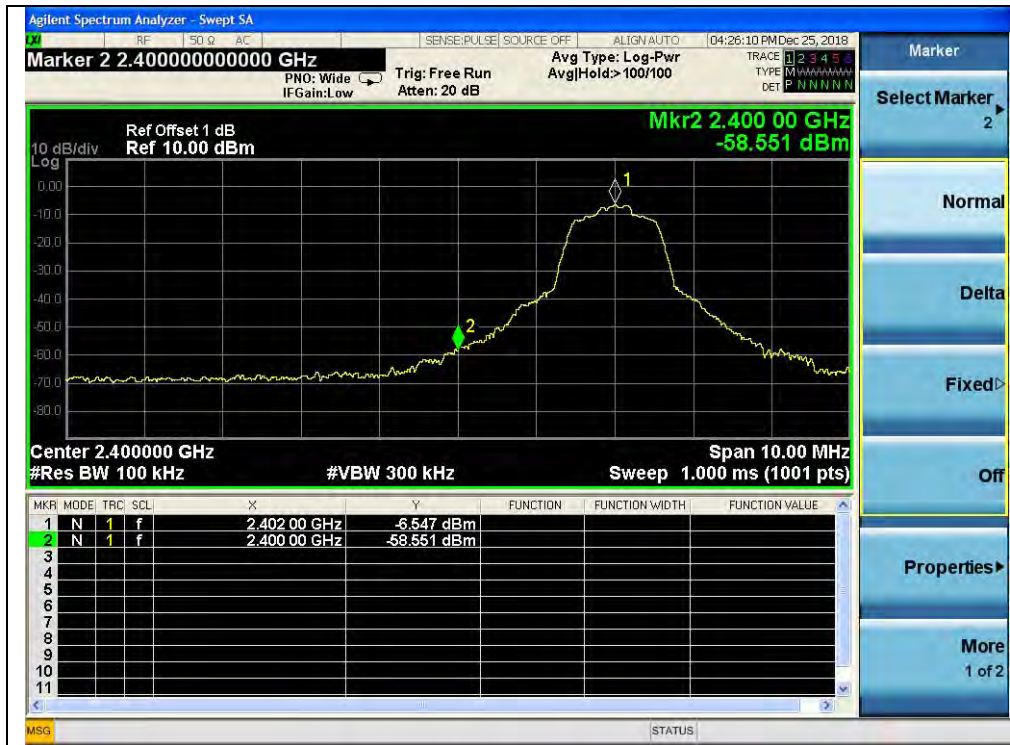 Agilent Spectrum Analyzer - Swept SA
LXI RF 50 Ω AC SENSE:PULSE SOURCE OFF ALIGN AUTO 04:26:10 PM Dec 25, 2018
Marker 2 2.400000000000 GHz
PNO: Wide
IFGain:Low
Trig: Free Run
Atten: 20 dB
Avg Type: Log-Pwr
Avg|Hold:> 100/100
TRACE 1 2 3 4 5 6
TYPE M
DET P N N N N N
Mkr2 2.400 00 GHz
-58.551 dBm
Ref Offset 1 dB
10 dB/div Ref 10.00 dBm
Log
0.00
-10.0
-20.0
-30.0
-40.0
-50.0
-60.0
-70.0
-80.0
1
2
Center 2.400000 GHz Span 10.00 MHz
#Res BW 100 kHz #VBW 300 kHz Sweep 1.000 ms (1001 pts)
MKR MODE TRC SCL X Y FUNCTION FUNCTION WIDTH FUNCTION VALUE
1 N 1 f 2.402 00 GHz -6.547 dBm
2 N 1 f 2.400 00 GHz -58.551 dBm
3
4
5
6
7
8
9
10
11
MSG STATUS
Marker
Select Marker
2
Normal
Delta
Fixed
Off
Properties
More
1 of 2